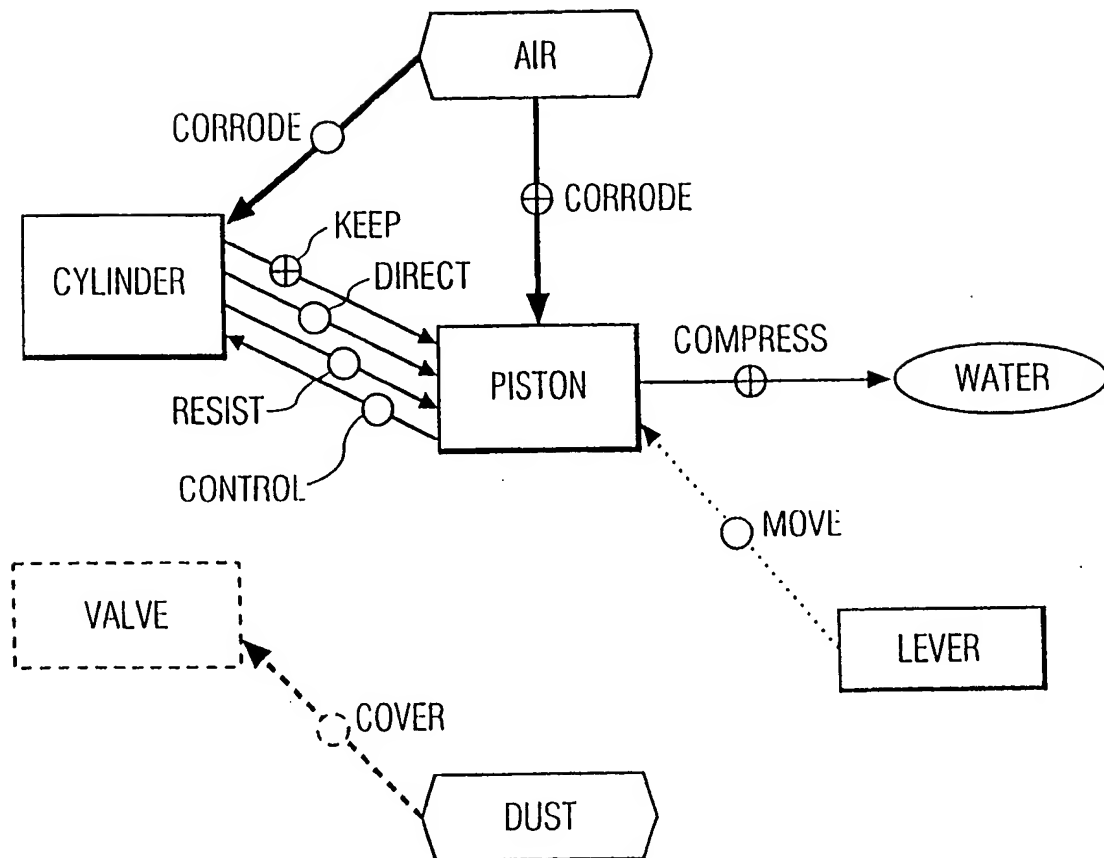 AIR
CORRODE
CORRODE
KEEP
CYLINDER
DIRECT
COMPRESS
PISTON
WATER
RESIST
CONTROL
MOVE
VALVE
LEVER
COVER
DUST